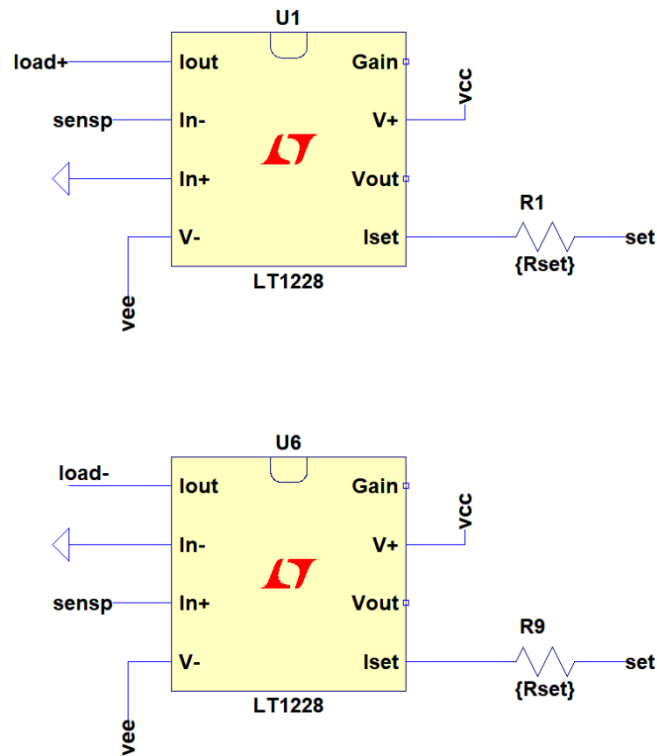 U1
load+
Iout
Gain
vcc
sensp
In-
V+
In+
Vout
R1
V-
Iset
set
{Rset}
vee
LT1228
U6
load-
Iout
Gain
vcc
In-
V+
sensp
In+
Vout
R9
V-
Iset
set
{Rset}
vee
LT1228